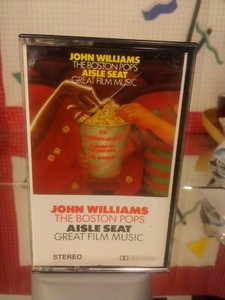 JOHN WILLIAMS
THE BOSTON POPS
AISLE SEAT
GREAT FILM MUSIC
JOHN WILLIAMS
THE BOSTON POPS
AISLE SEAT
GREAT FILM MUSIC
STEREO